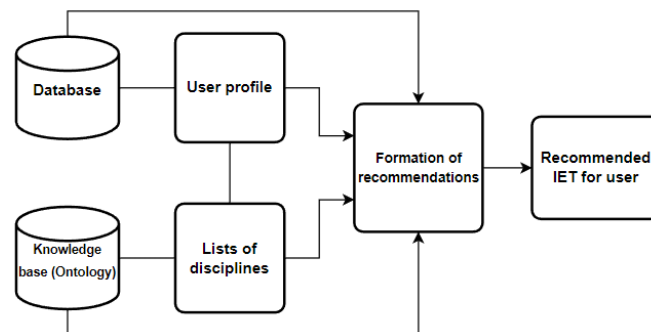 Database
User profile
Formation of
recommendations
Recommended
IET for user
Knowledge
base (Ontology)
Lists of
disciplines